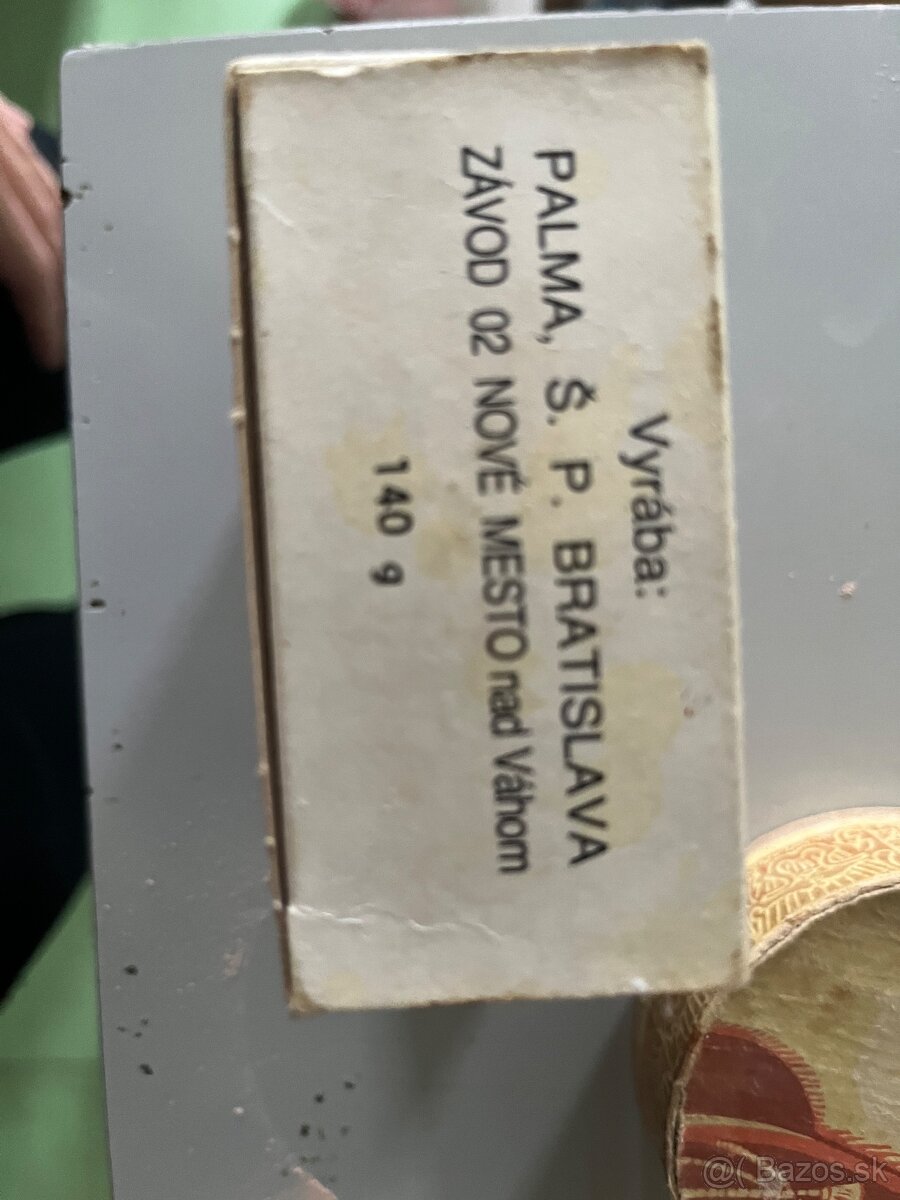 Vyrába:
PALMA, Š. P. BRATISLAVA
ZÁVOD 02 NOVÉ MESTO nad Váhom
140 g
@( Bazos.sk